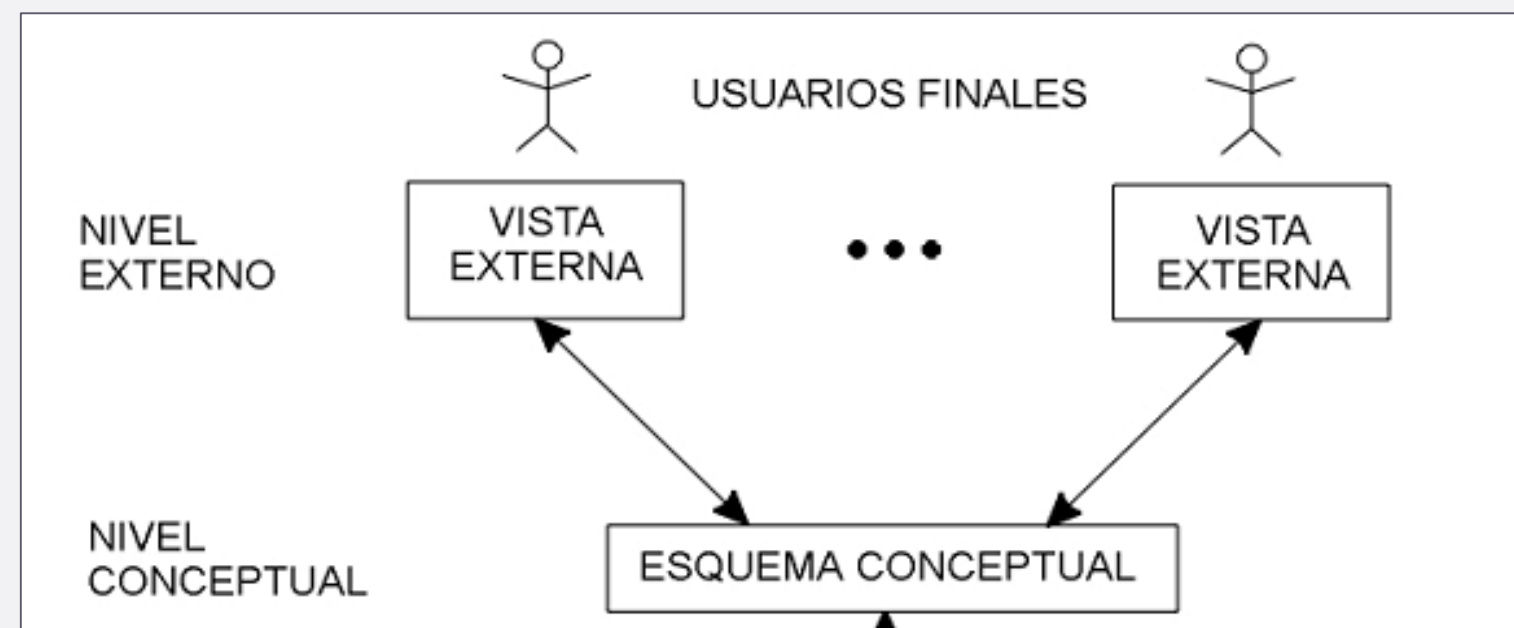 USUARIOS FINALES
NIVEL
EXTERNO
VISTA
EXTERNA
VISTA
EXTERNA
NIVEL
CONCEPTUAL
ESQUEMA CONCEPTUAL